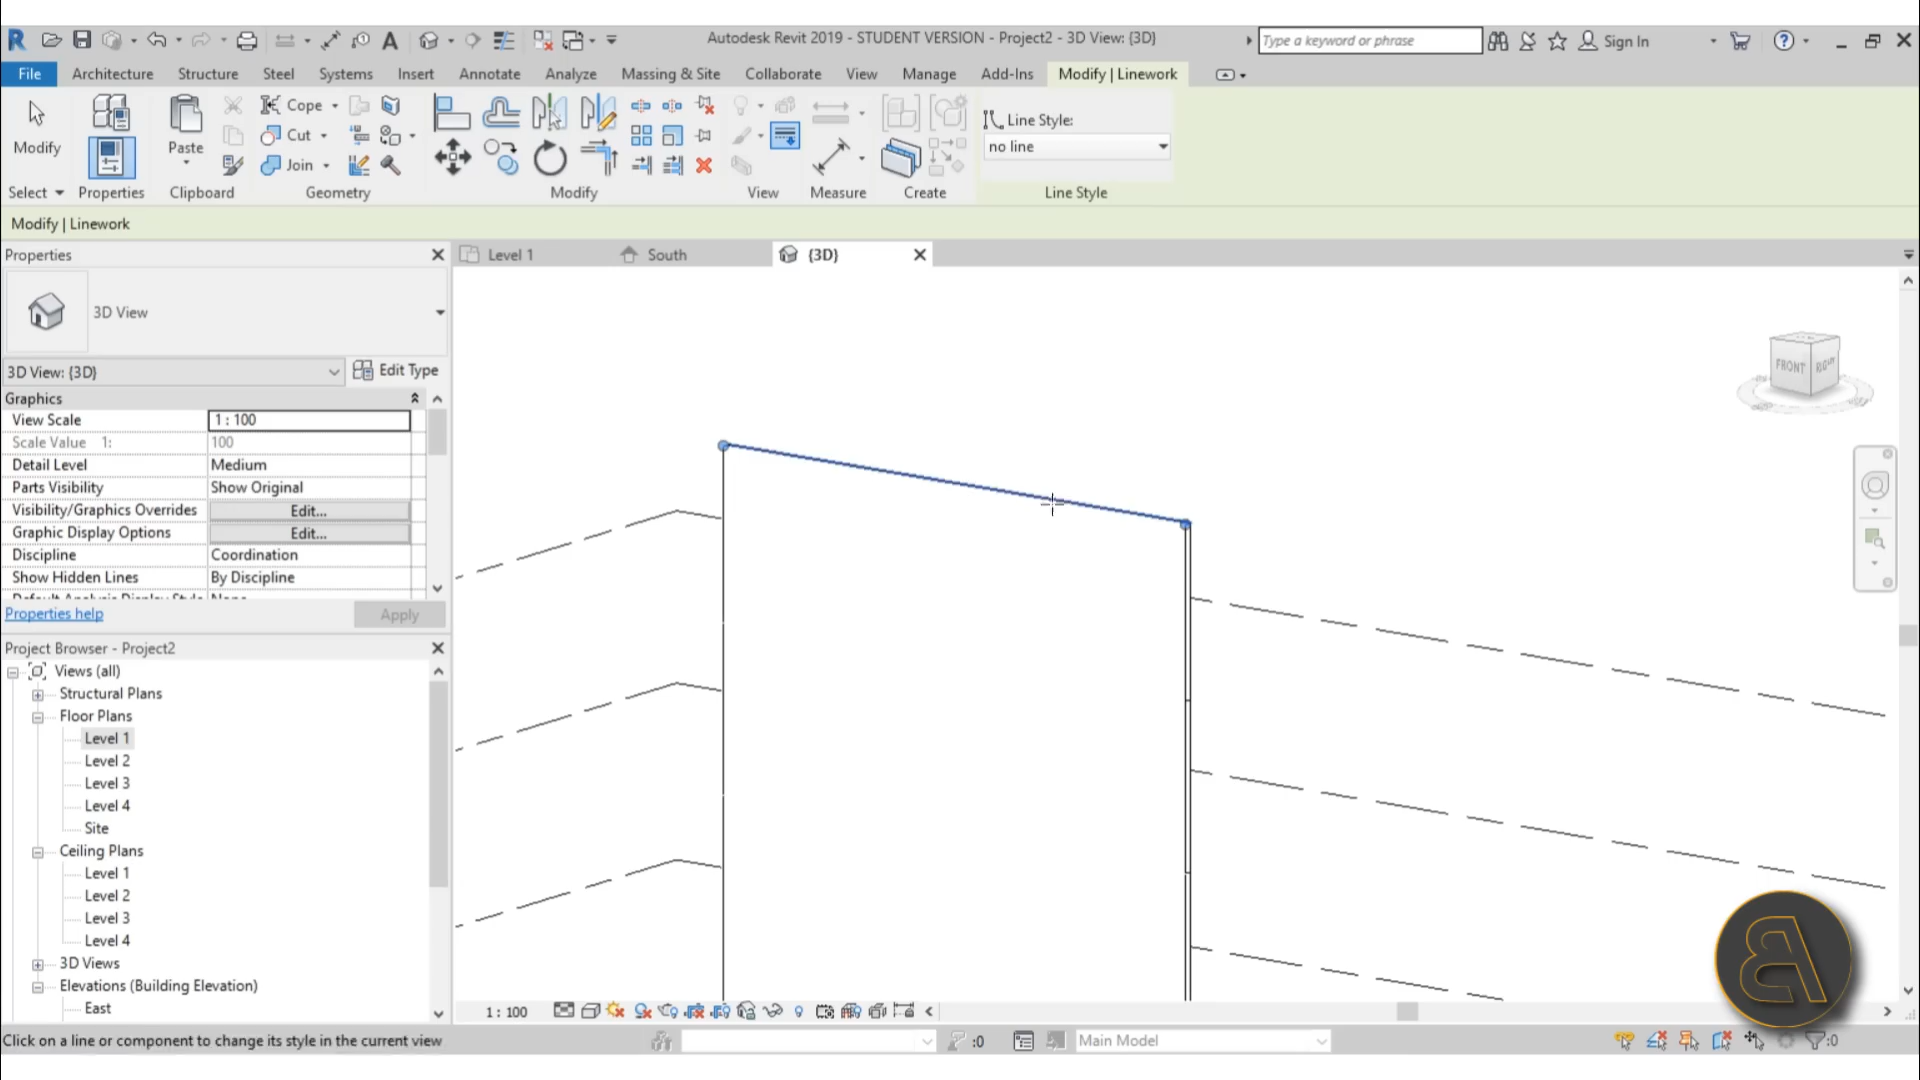 Autodesk Revit 2019 - STUDENT VERSION - Project2 - 3D View: {3D}
Type a keyword or phrase
Sign In
File
Architecture
Structure
Steel
Systems
Insert
Annotate
Analyze
Massing & Site
Collaborate
View
Manage
Add-Ins
Modify | Linework
Modify
Paste
Cope
Cut
Join
Line Style:
no line
Select
Properties
Clipboard
Geometry
Modify
View
Measure
Create
Line Style
Modify | Linework
Properties
Level 1
South
{3D}
3D View
3D View: {3D}
Edit Type
Graphics
View Scale 1 : 100
Scale Value 1: 100
Detail Level Medium
Parts Visibility Show Original
Visibility/Graphics Overrides Edit...
Graphic Display Options Edit...
Discipline Coordination
Show Hidden Lines By Discipline
Default Analysis Display Style None
Properties help
Apply
Project Browser - Project2
Views (all)
Structural Plans
Floor Plans
Level 1
Level 2
Level 3
Level 4
Site
Ceiling Plans
Level 1
Level 2
Level 3
Level 4
3D Views
Elevations (Building Elevation)
East
FRONT
RIGHT
1 : 100
Click on a line or component to change its style in the current view
:0
Main Model
:0